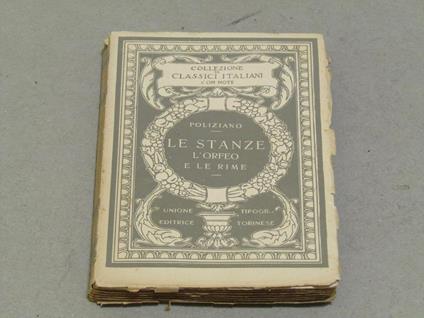 COLLEZIONE
DI
CLASSICI ITALIANI
CON NOTE
POLIZIANO
LE STANZE
L'ORFEO
E LE RIME
UNIONE TIPOGR.
EDITRICE TORINESE